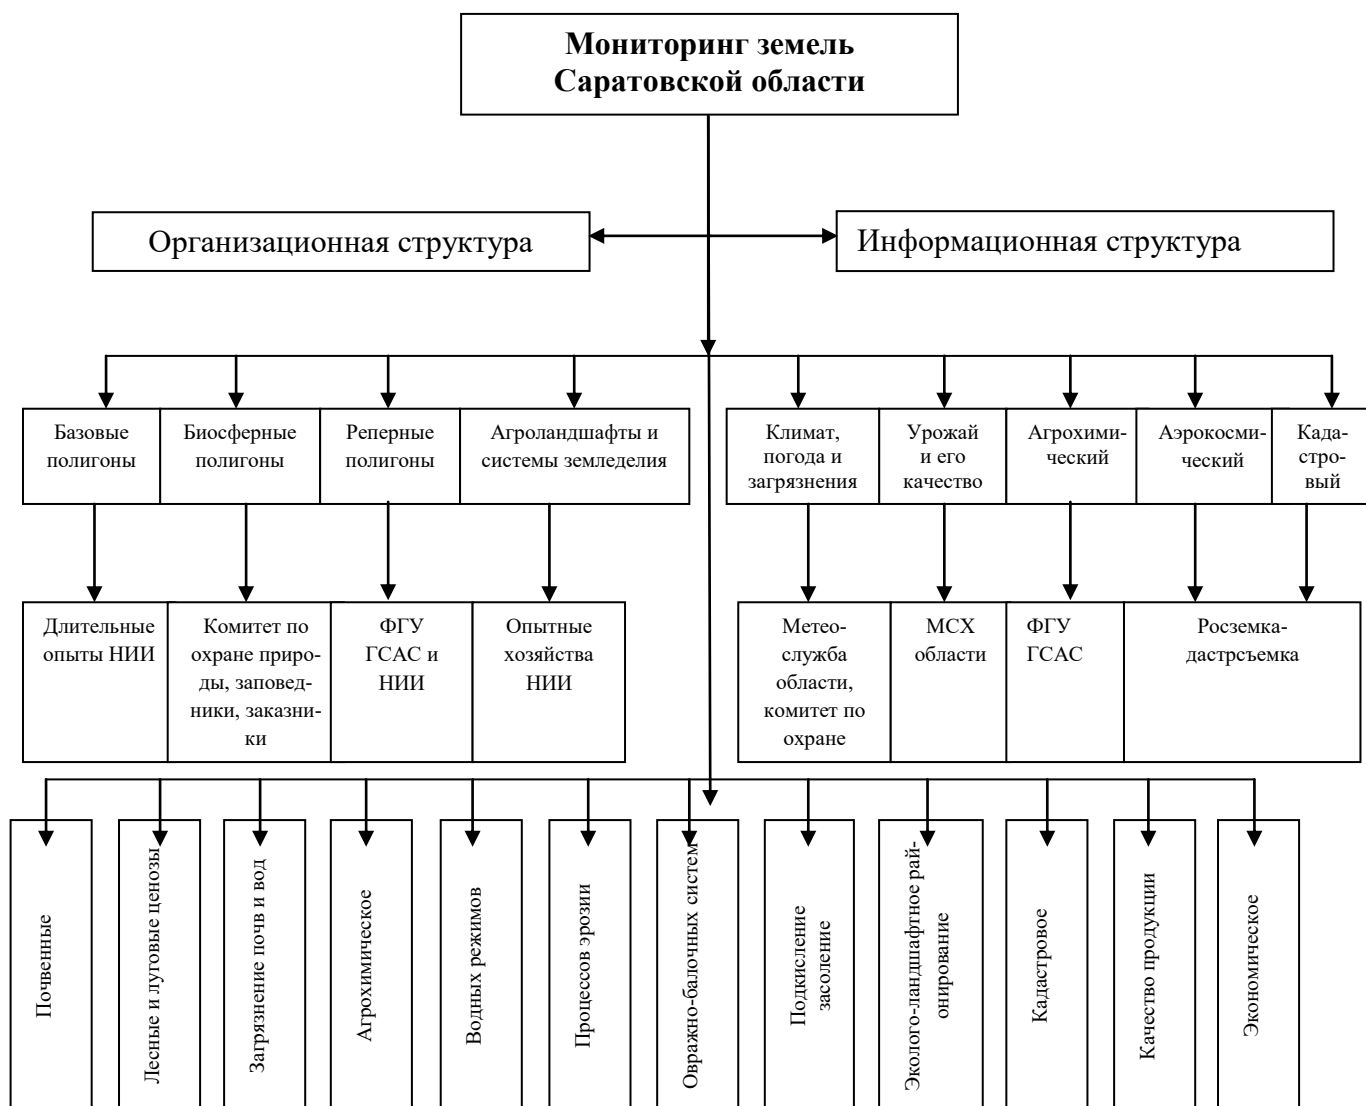 Мониторинг земель
Саратовской области
Организационная структура
Информационная структура
Базовые
полигоны
Биосферные
полигоны
Реперные
полигоны
Агроландшафты и
системы земледелия
Климат,
погода и
загрязнения
Урожай
и его
качество
Агрохими-
ческий
Аэрокосми-
ческий
Када-
стро-
вый
Длительные
опыты НИИ
Комитет по
охране приро-
ды, заповед-
ники, заказни-
ки
ФГУ
ГСАС и
НИИ
Опытные
хозяйства
НИИ
Метео-
служба
области,
комитет по
охране
МСХ
области
ФГУ
ГСАС
Росземка-
дастрсъемка
Почвенные
Лесные и луговые ценозы
Загрязнение почв и вод
Агрохимическое
Водных режимов
Процессов эрозии
Овражно-балочных систем
Подкисление
засоление
Эколого-ландшафтное рай-
онирование
Кадастровое
Качество продукции
Экономическое